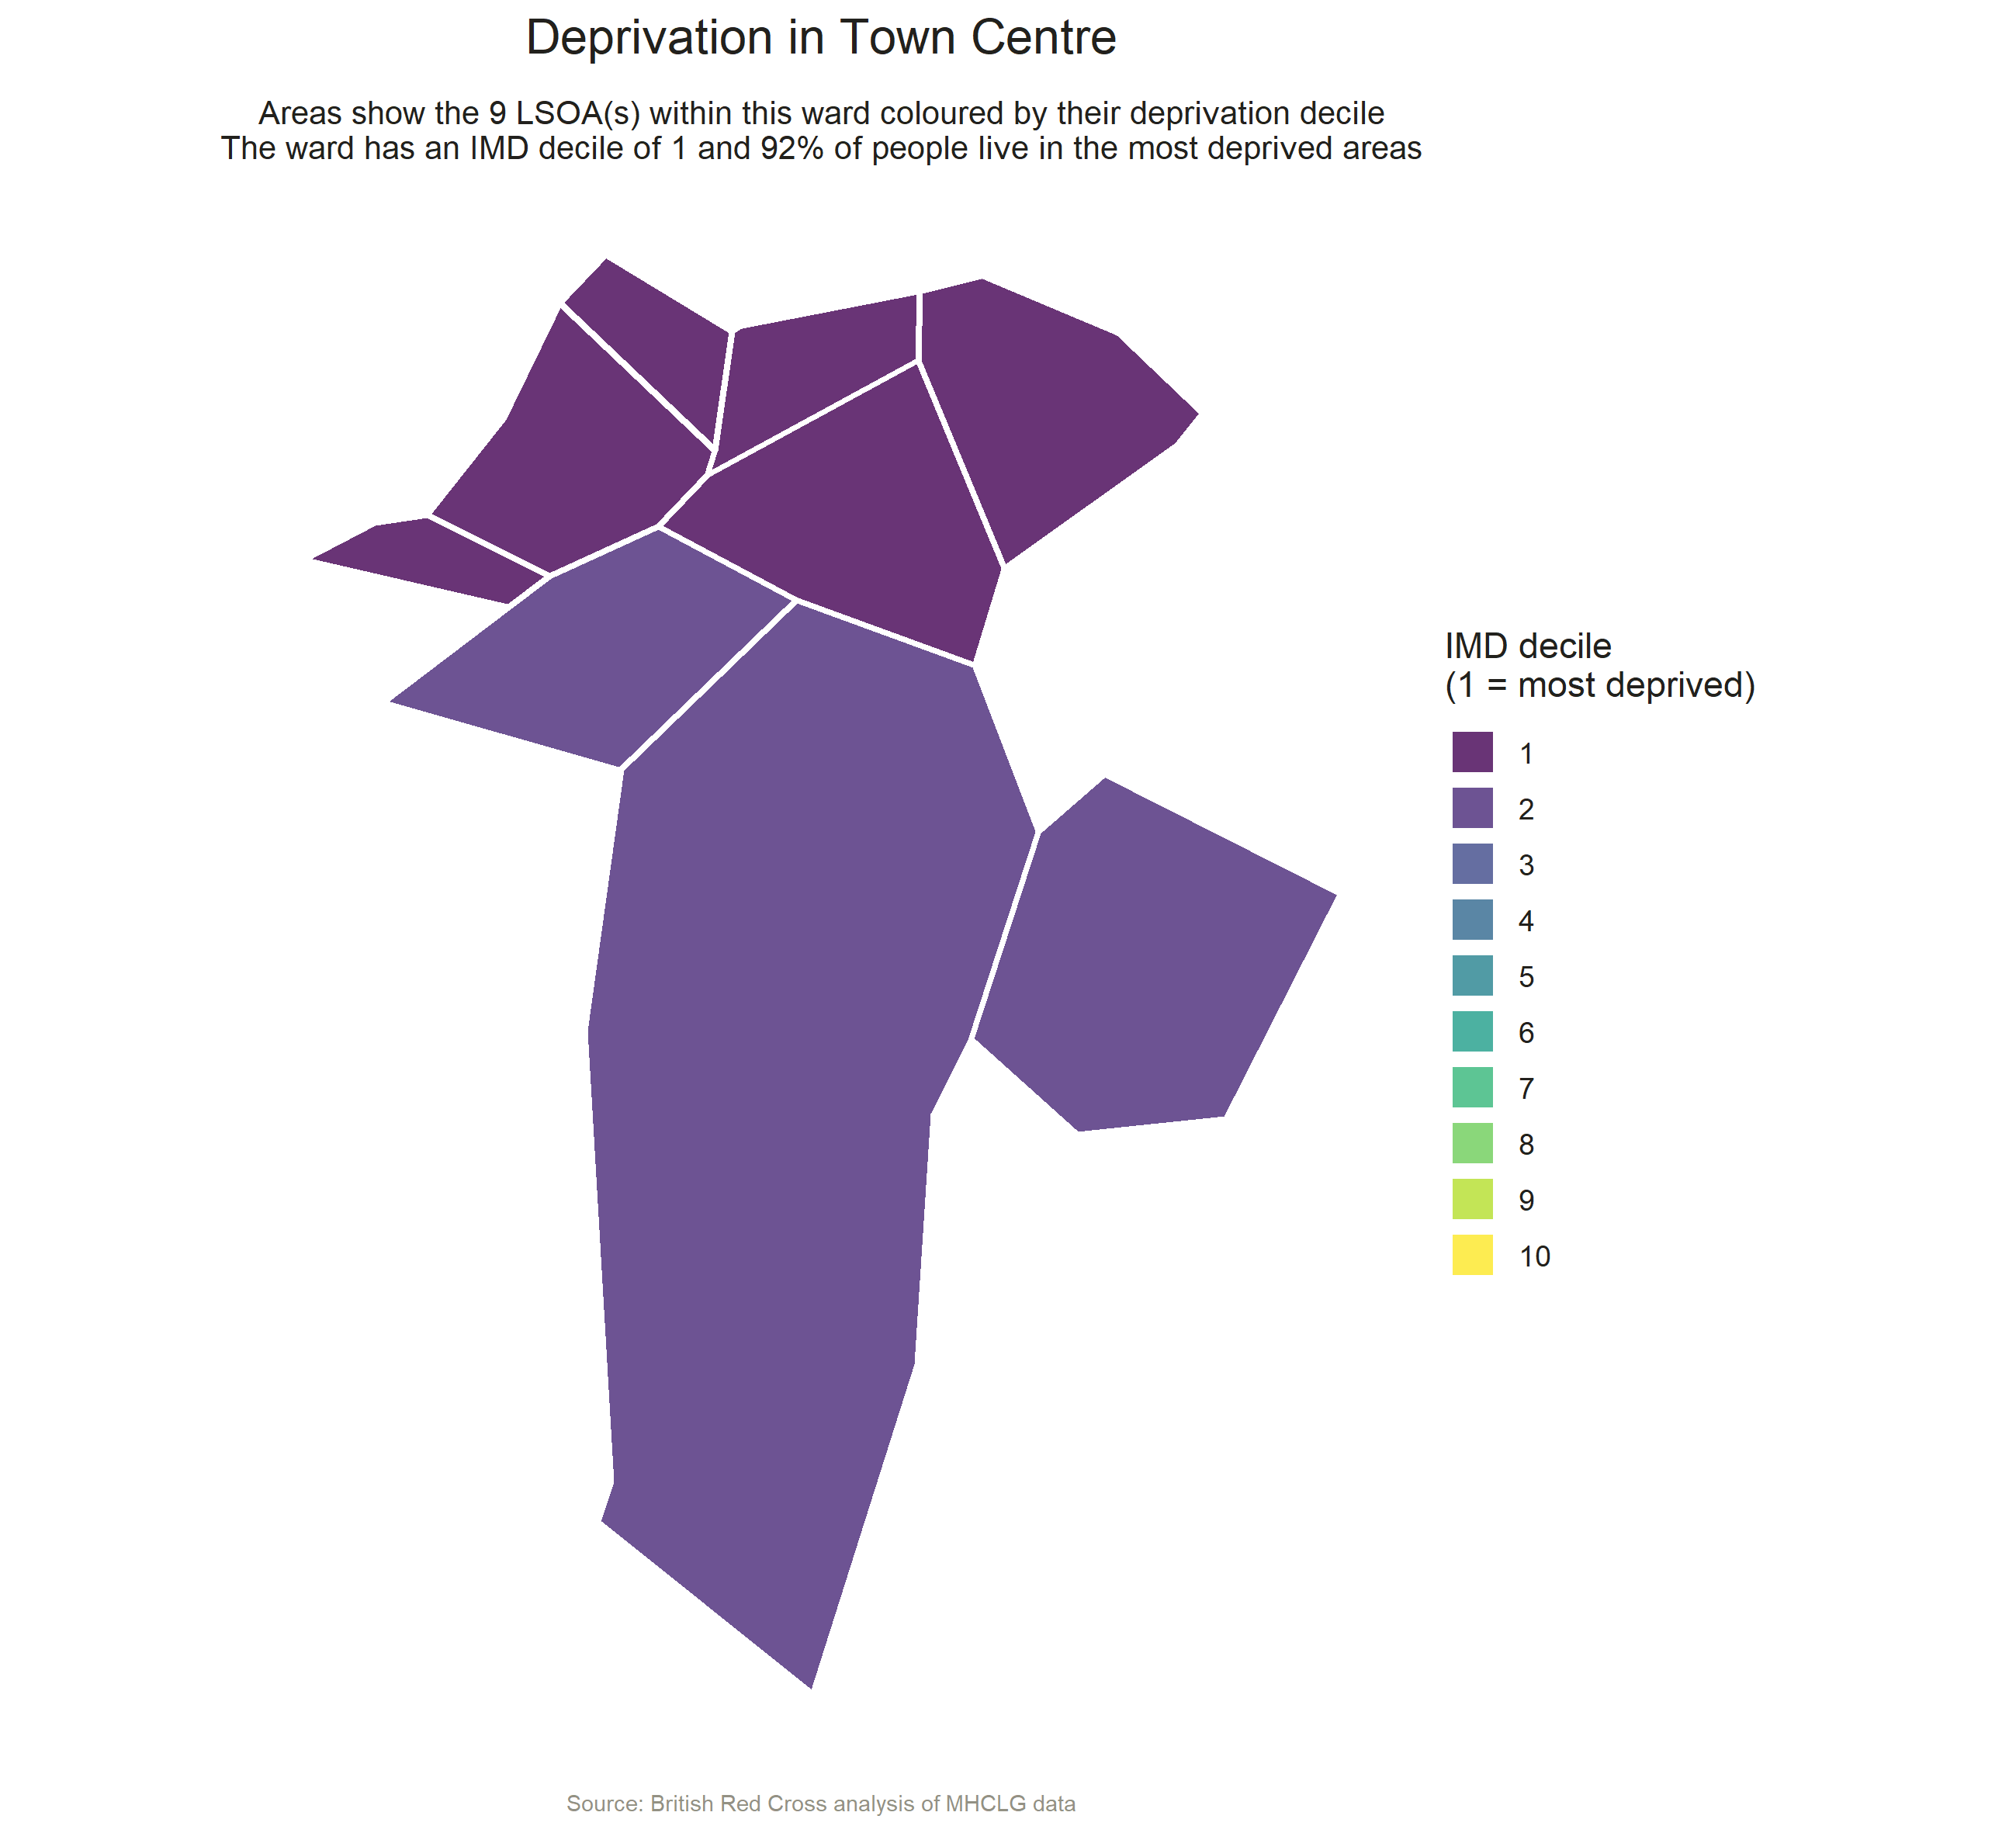 Deprivation in Town Centre
Areas show the 9 LSOA(s) within this ward coloured by their deprivation decile
The ward has an IMD decile of 1 and 92% of people live in the most deprived areas
IMD decile
(1 = most deprived)
1
2
3
4
5
6
7
8
9
10
Source: British Red Cross analysis of MHCLG data